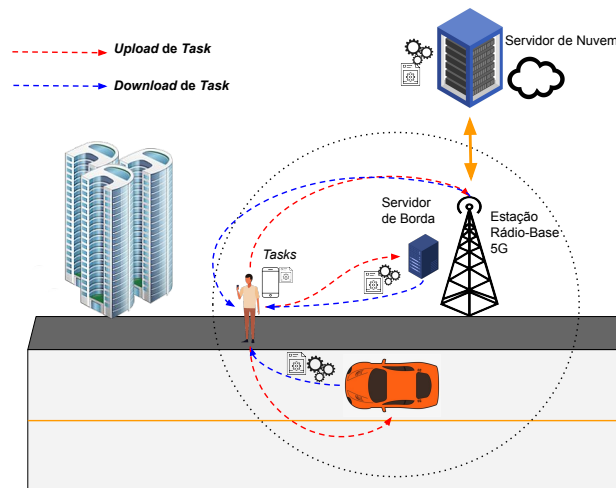 Upload de Task
Download de Task
Servidor de Nuvem
Servidor
de Borda
Estação
Rádio-Base
5G
Tasks